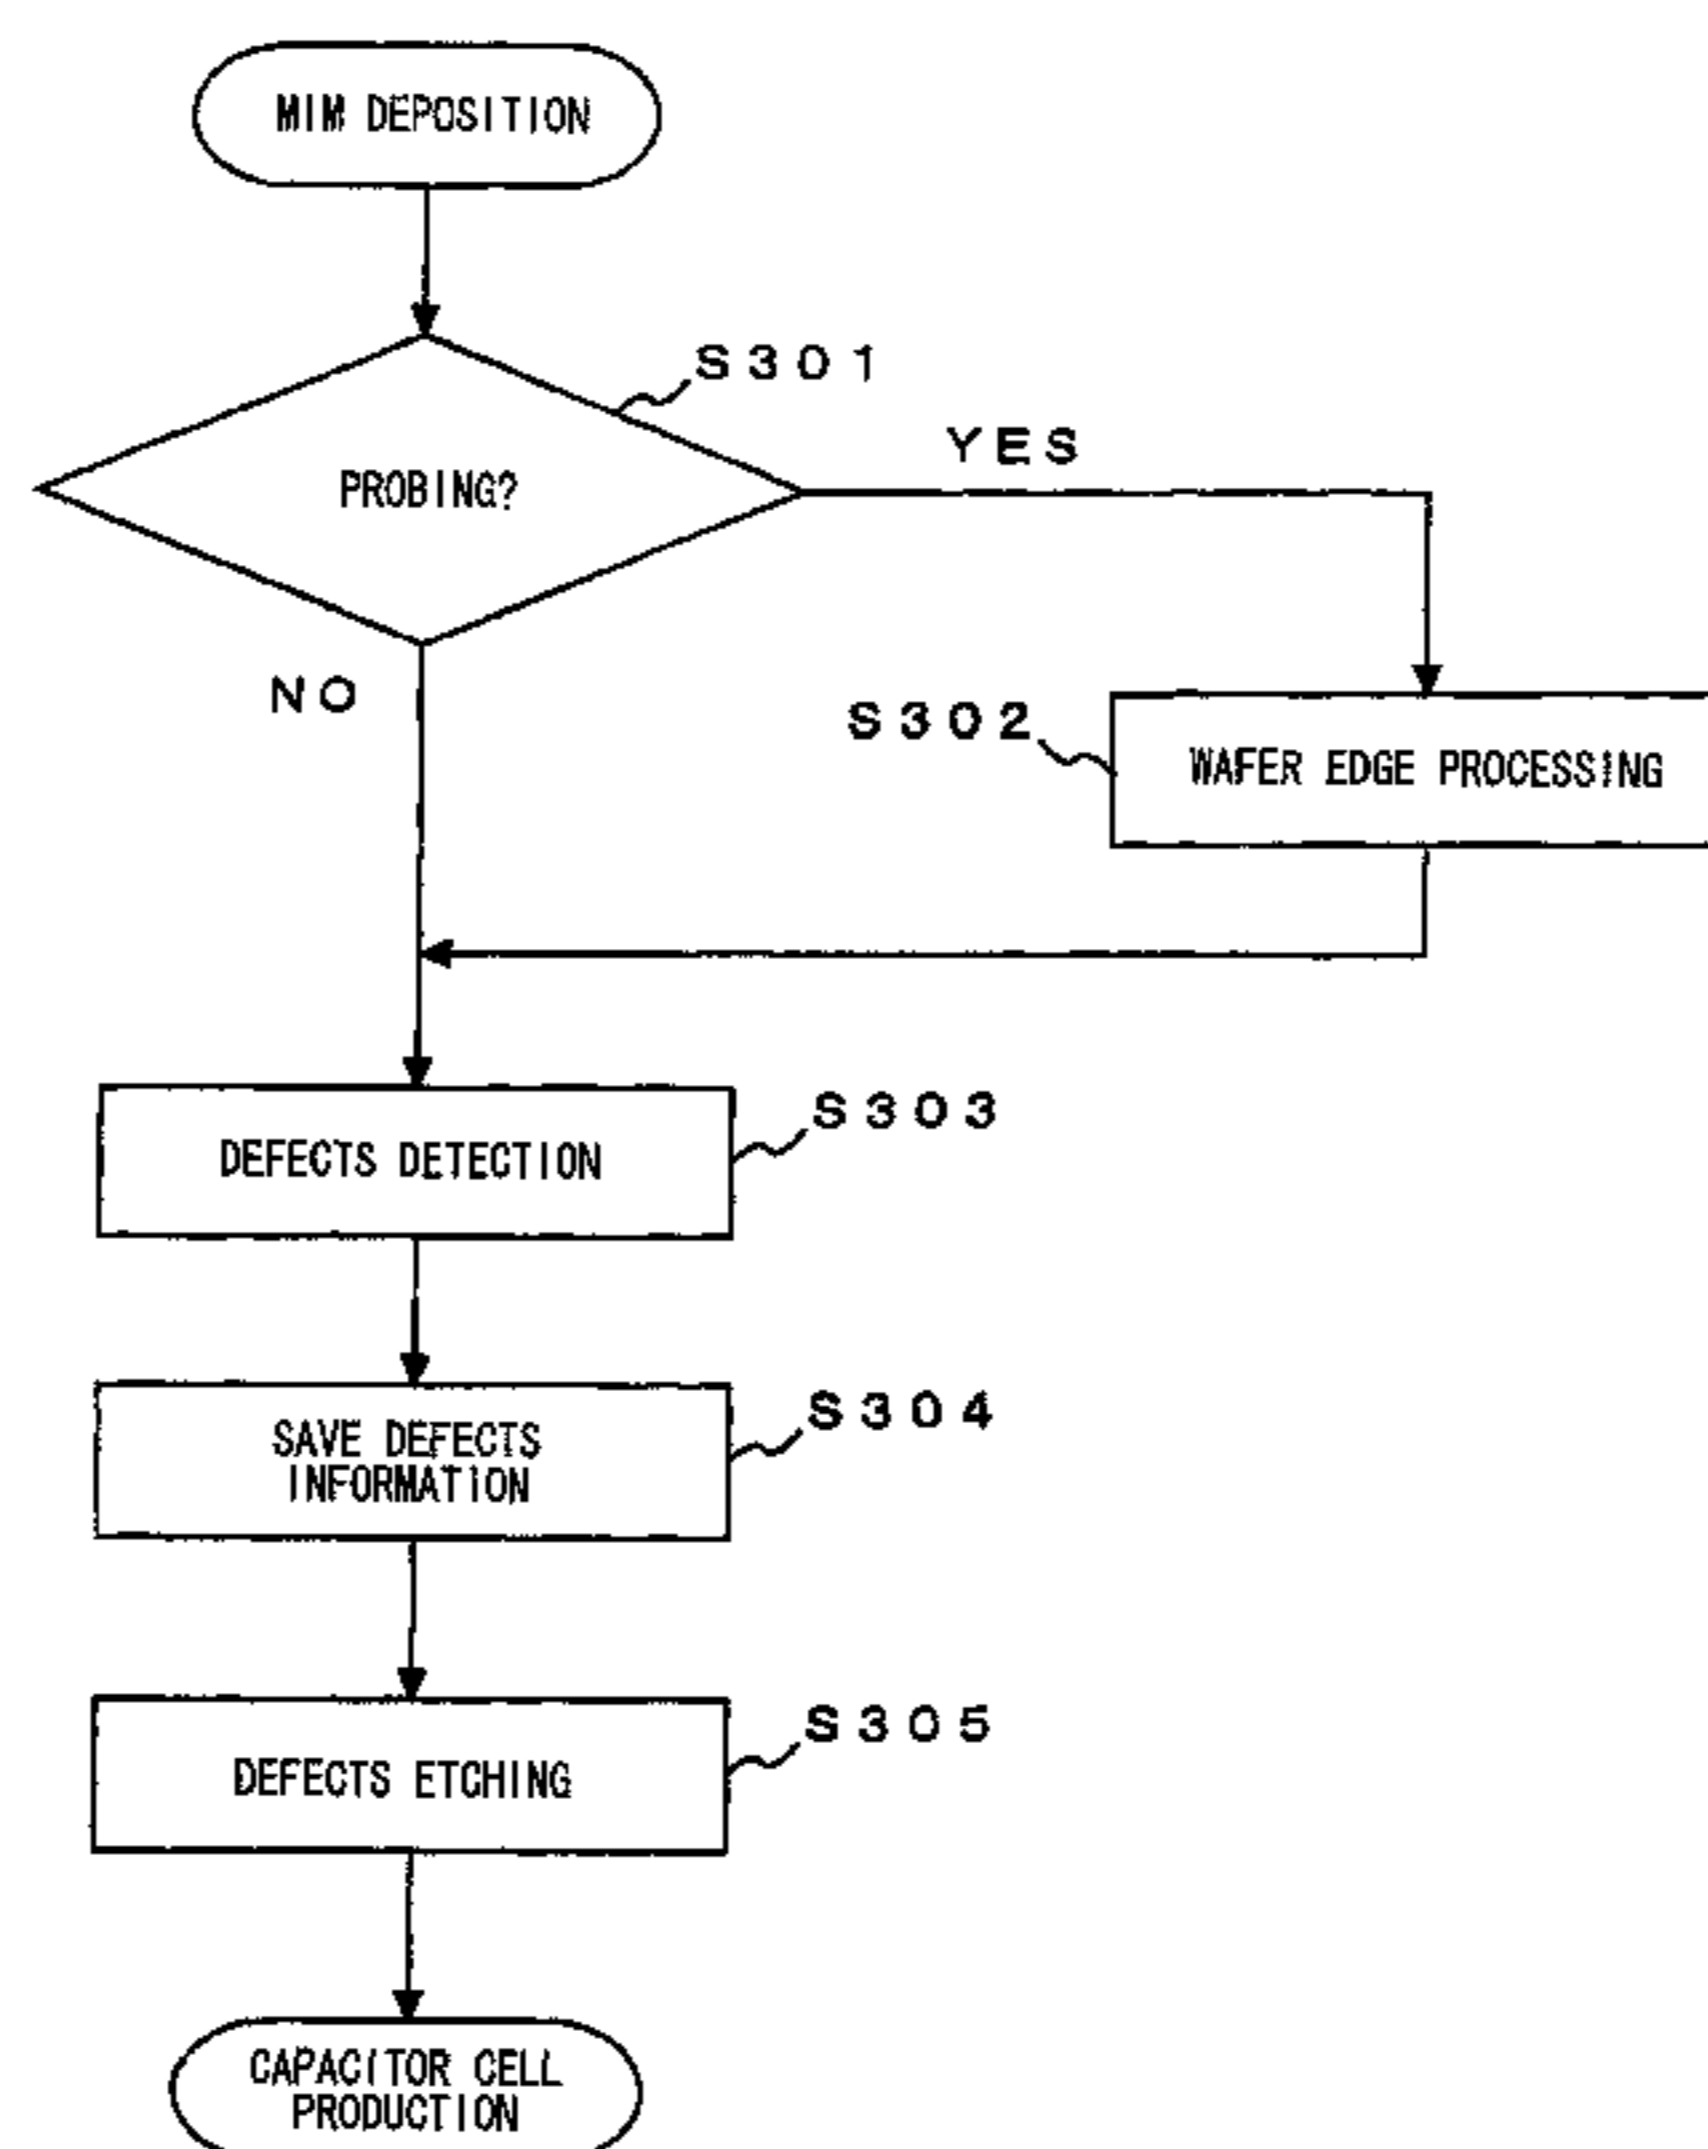 MIM DEPOSITION
S301
YES
PROBING?
NO
S302
WAFER EDGE PROCESSING
S303
DEFECTS DETECTION
S304
SAVE DEFECTS
INFORMATION
S305
DEFECTS ETCHING
CAPACITOR CELL
PRODUCTION